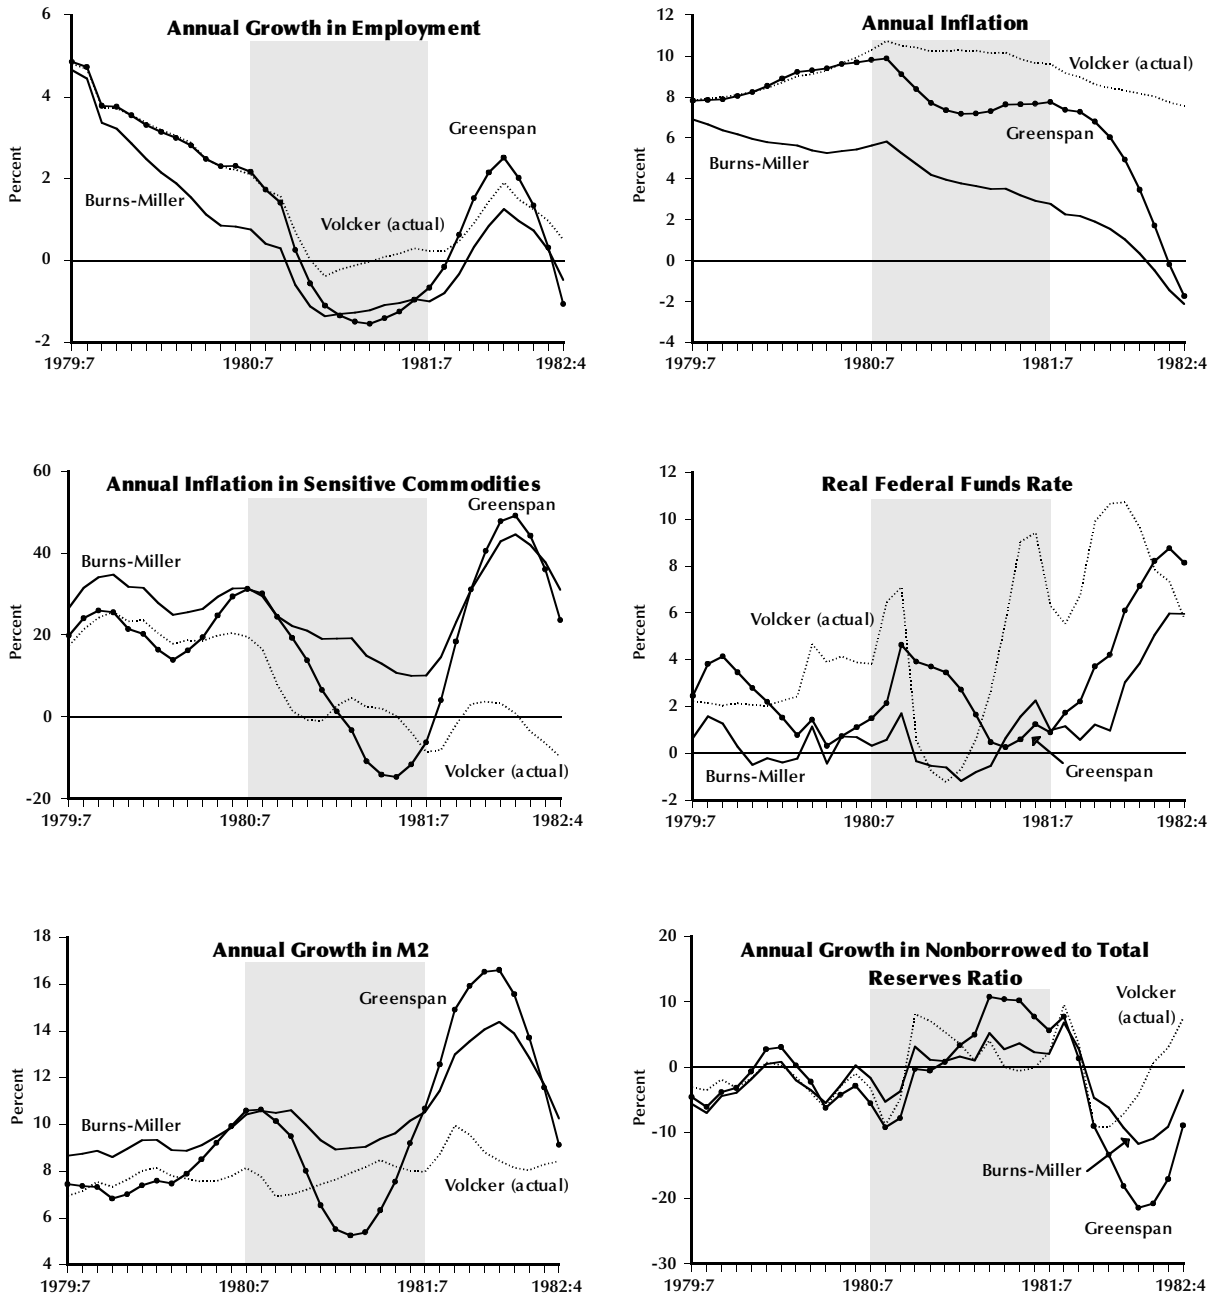 Annual Growth in Employment
6
4
2
0
-2
Percent
Greenspan
Burns-Miller
Volcker (actual)
1979:7
1980:7
1981:7
1982:4
Annual Inflation
12
10
8
6
4
2
0
-2
-4
Percent
Volcker (actual)
Greenspan
Burns-Miller
1979:7
1980:7
1981:7
1982:4
Annual Inflation in Sensitive Commodities
60
40
20
0
-20
Percent
Greenspan
Burns-Miller
Volcker (actual)
1979:7
1980:7
1981:7
1982:4
Real Federal Funds Rate
12
10
8
6
4
2
0
-2
Percent
Volcker (actual)
Burns-Miller
Greenspan
1979:7
1980:7
1981:7
1982:4
Annual Growth in M2
18
16
14
12
10
8
6
4
Percent
Greenspan
Burns-Miller
Volcker (actual)
1979:7
1980:7
1981:7
1982:4
Annual Growth in Nonborrowed to Total
Reserves Ratio
20
10
0
-10
-20
-30
Percent
Volcker
(actual)
Burns-Miller
Greenspan
1979:7
1980:7
1981:7
1982:4